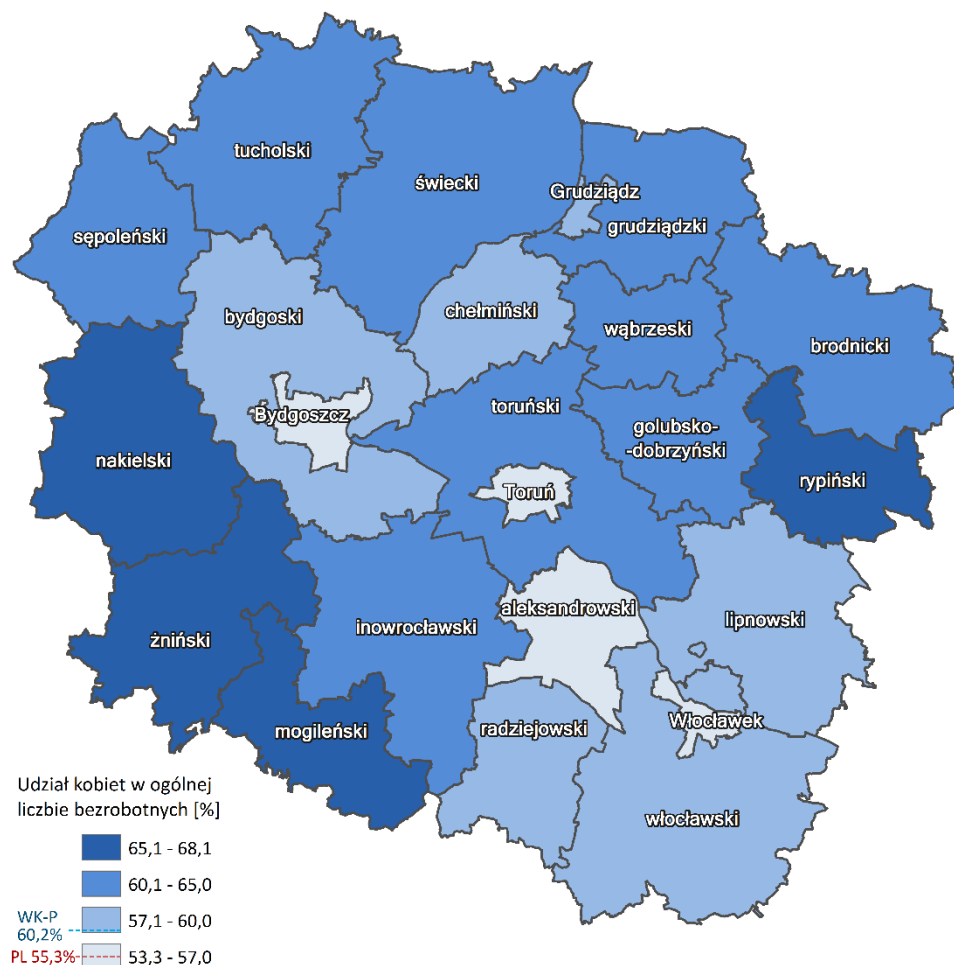 tucholski
świecki
Grudziądz
grudziądzki
sępoleński
bydgoski
chełmiński
wąbrzeski
brodnicki
Bydgoszcz
toruński
golubsko-
-dobrzyński
nakielski
rypiński
Toruń
aleksandrowski
lipnowski
żniński
inowrocławski
mogileński
radziejowski
Włocławek
włocławski
Udział kobiet w ogólnej
liczbie bezrobotnych [%]
65,1 - 68,1
60,1 - 65,0
WK-P
60,2%
57,1 - 60,0
PL 55,3%
53,3 - 57,0